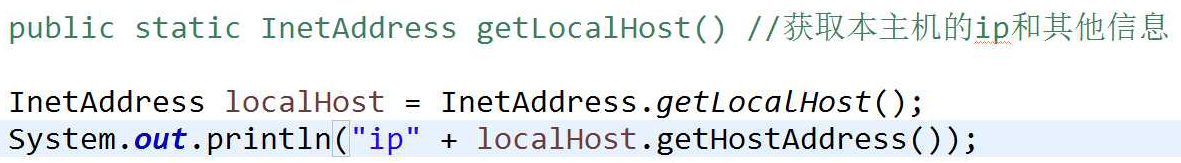 public static InetAddress getLocalHost() //获取本主机的ip和其他信息
InetAddress localHost = InetAddress.getLocalHost();
System.out.println("ip" + localHost.getHostAddress());